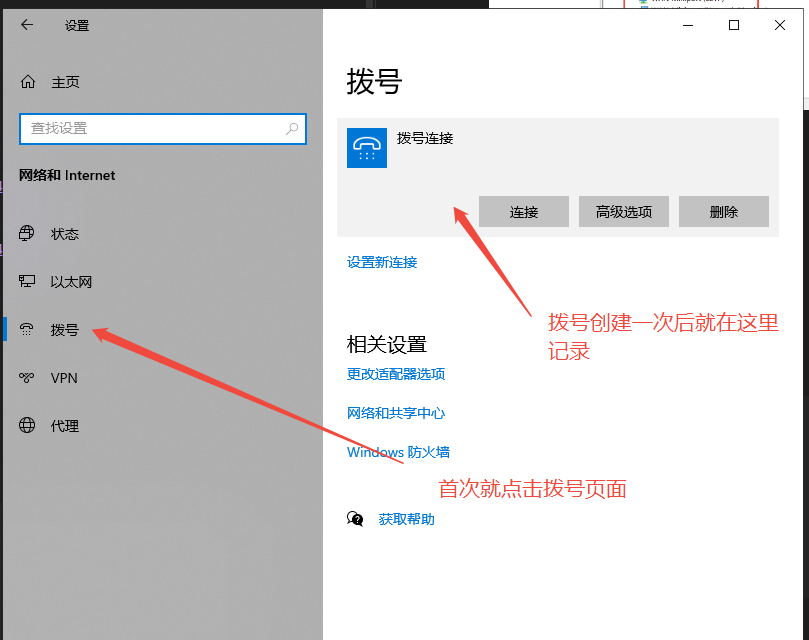 设置
主页
查找设置
网络和 Internet
状态
以太网
拨号
VPN
代理
拨号
拨号连接
连接
高级选项
删除
设置新连接
拨号创建一次后就在这里
记录
相关设置
更改适配器选项
网络和共享中心
Windows 防火墙
首次就点击拨号页面
获取帮助